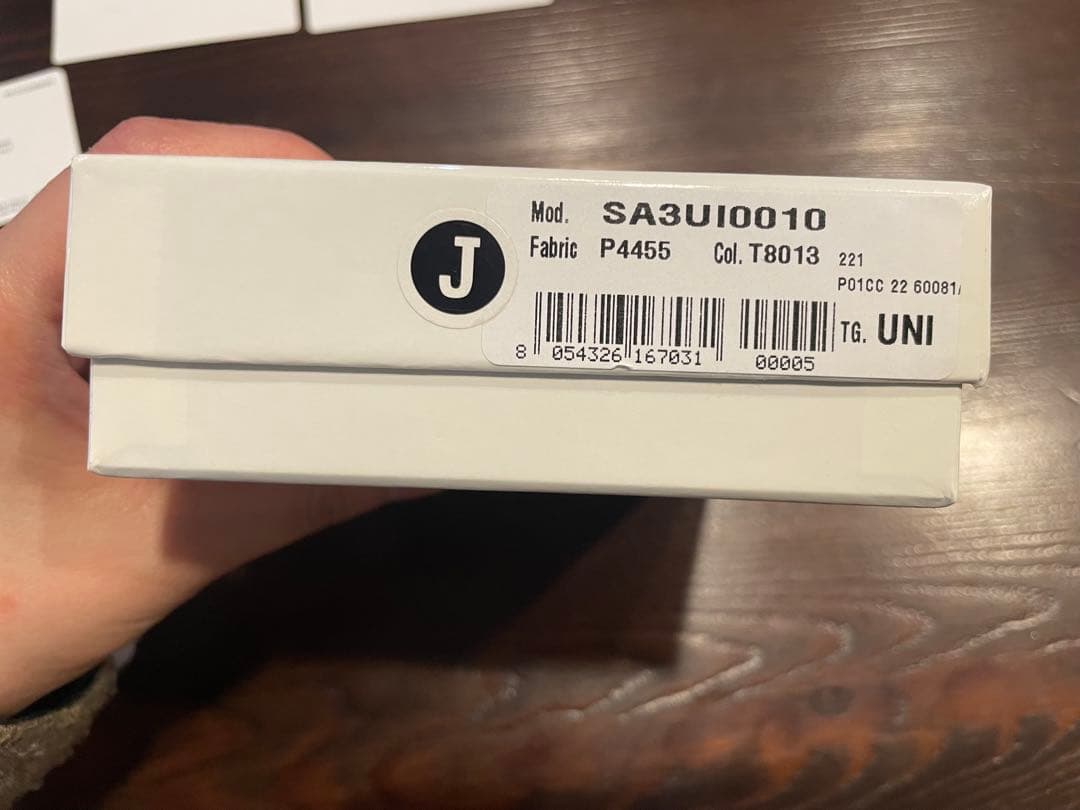 J
Mod. SA3UI0010
Fabric P4455 Col. T8013 221
P01CC 22 60081/
TG. UNI
8 054326 167031 00005